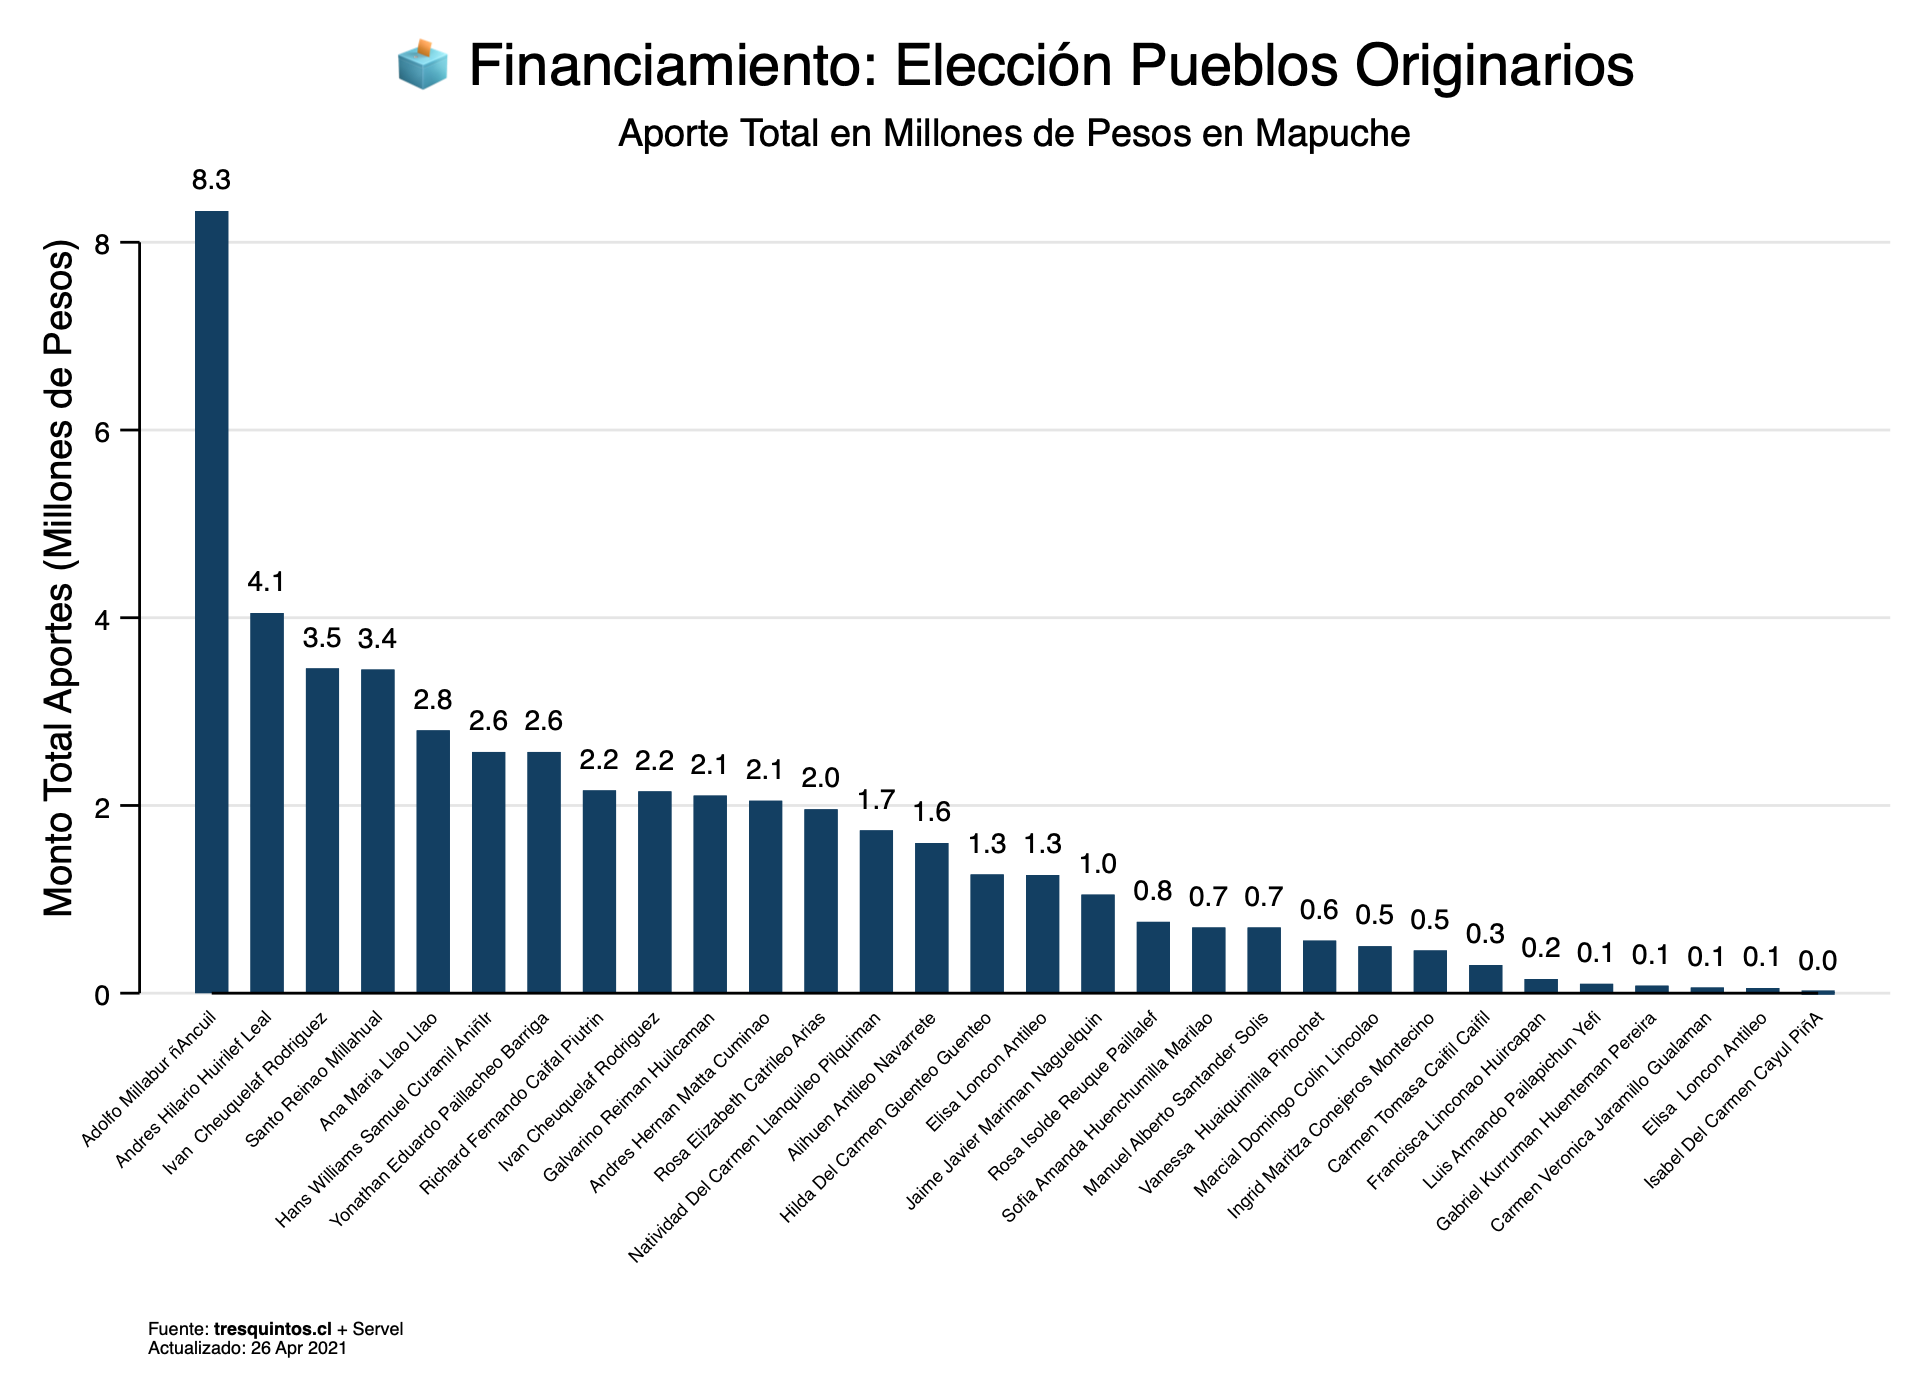 Financiamiento: Elección Pueblos Originarios
Aporte Total en Millones de Pesos en Mapuche
Monto Total Aportes (Millones de Pesos)
8
6
4
2
0
8.3
4.1
3.5
3.4
2.8
2.6
2.6
2.2
2.2
2.1
2.1
2.0
1.7
1.6
1.3
1.3
1.0
0.8
0.7
0.7
0.6
0.5
0.5
0.3
0.2
0.1
0.1
0.1
0.1
0.0
Adolfo Millabur ñAncuil
Andres Hilario Huirilef Leal
Ivan  Cheuquelaf Rodriguez
Santo Reinao Millahual
Ana Maria Llao Llao
Hans Williams Samuel Curamil Aniñlr
Yonathan Eduardo Paillacheo Barriga
Richard Fernando Caifal Piutrin
Ivan Cheuquelaf Rodriguez
Galvarino Reiman Huilcaman
Andres Hernan Matta Cuminao
Rosa Elizabeth Catrileo Arias
Natividad Del Carmen Llanquileo Pilquiman
Alihuen Antileo Navarrete
Hilda Del Carmen Guenteo Guenteo
Elisa Loncon Antileo
Jaime Javier Mariman Naguelquin
Rosa Isolde Reuque Paillalef
Sofia Amanda Huenchumilla Marilao
Manuel Alberto Santander Solis
Vanessa  Huaiquimilla Pinochet
Marcial Domingo Colin Lincolao
Ingrid Maritza Conejeros Montecino
Carmen Tomasa Caifil Caifil
Francisca Linconao Huircapan
Luis Armando Pailapichun Yefi
Gabriel Kurruman Huenteman Pereira
Carmen Veronica Jaramillo Gualaman
Elisa  Loncon Antileo
Isabel Del Carmen Cayul PiñA
Fuente: tresquintos.cl + Servel
Actualizado: 26 Apr 2021